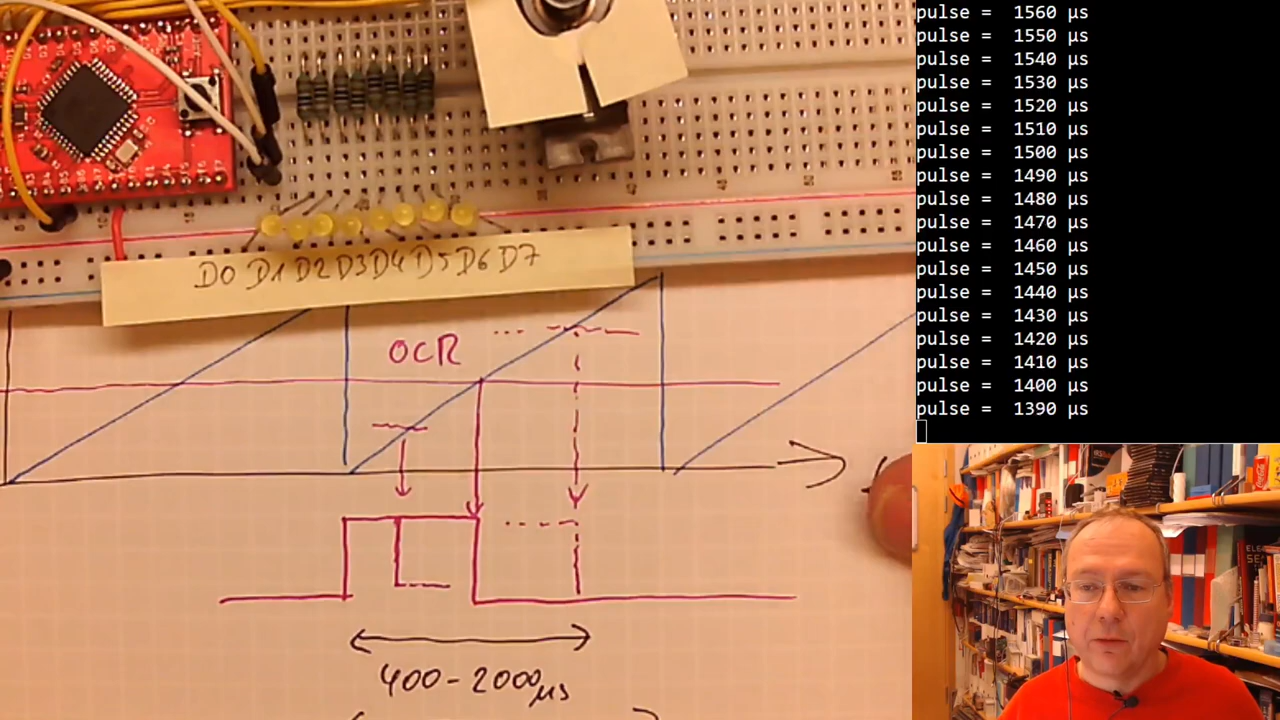 D0 D1 D2 D3 D4 D5 D6 D7
OCR
400-2000µs
pulse =  1560 µs
pulse =  1550 µs
pulse =  1540 µs
pulse =  1530 µs
pulse =  1520 µs
pulse =  1510 µs
pulse =  1500 µs
pulse =  1490 µs
pulse =  1480 µs
pulse =  1470 µs
pulse =  1460 µs
pulse =  1450 µs
pulse =  1440 µs
pulse =  1430 µs
pulse =  1420 µs
pulse =  1410 µs
pulse =  1400 µs
pulse =  1390 µs